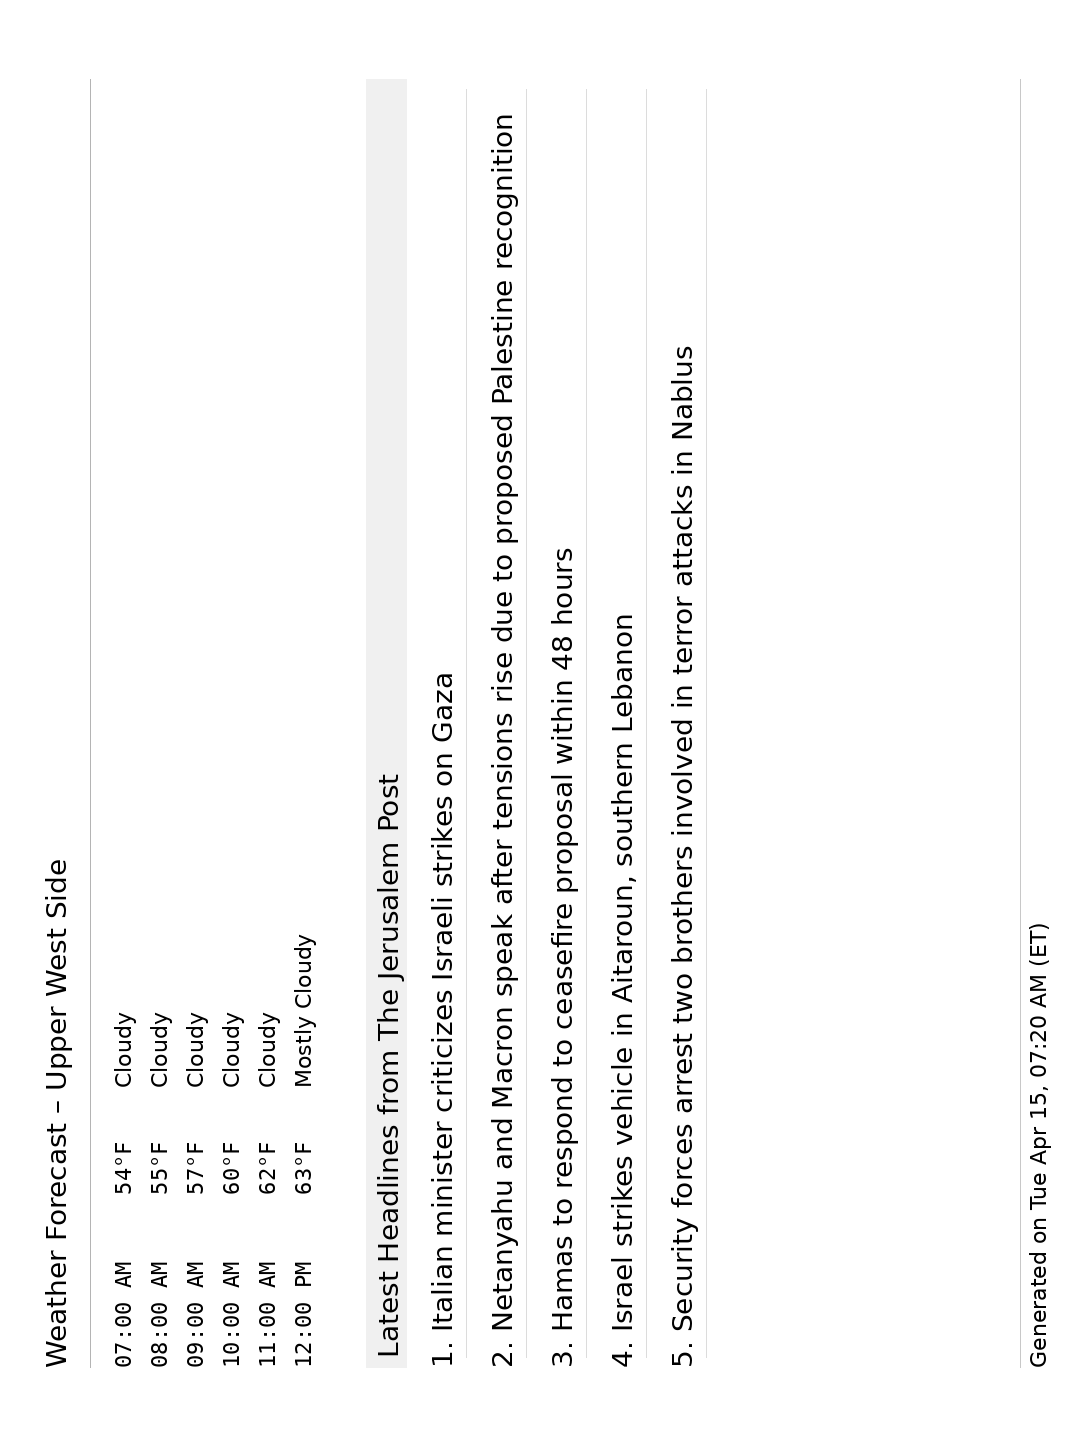 Weather Forecast – Upper West Side
07:00 AM 54°F Cloudy
08:00 AM 55°F Cloudy
09:00 AM 57°F Cloudy
10:00 AM 60°F Cloudy
11:00 AM 62°F Cloudy
12:00 PM 63°F Mostly Cloudy
Latest Headlines from The Jerusalem Post
1. Italian minister criticizes Israeli strikes on Gaza
2. Netanyahu and Macron speak after tensions rise due to proposed Palestine recognition
3. Hamas to respond to ceasefire proposal within 48 hours
4. Israel strikes vehicle in Aitaroun, southern Lebanon
5. Security forces arrest two brothers involved in terror attacks in Nablus
Generated on Tue Apr 15, 07:20 AM (ET)